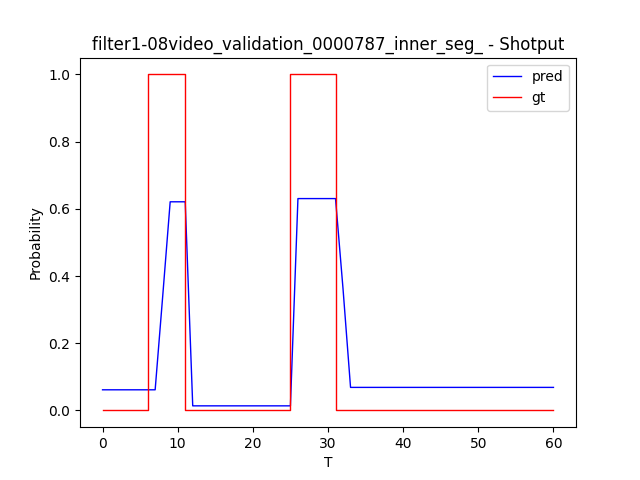 filter1-08video_validation_0000787_inner_seg_ - Shotput
pred
gt
1.0
0.8
0.6
0.4
0.2
0.0
Probability
0 10 20 30 40 50 60
T